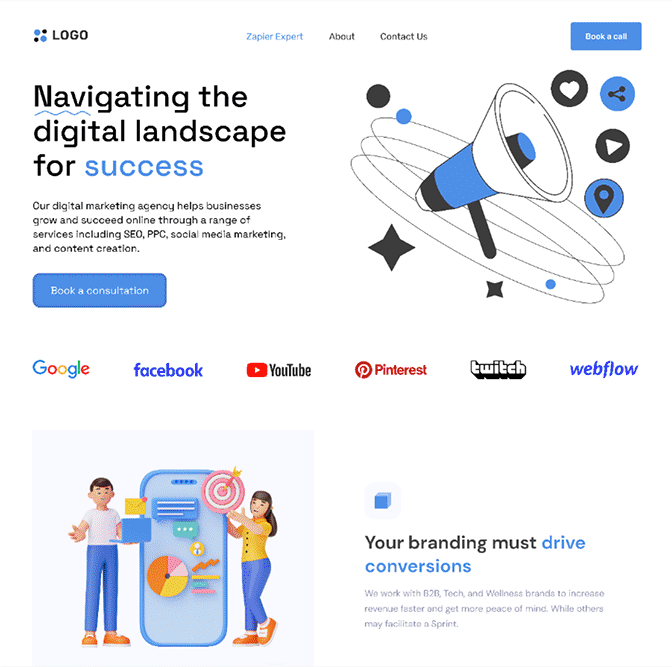 LOGO
Zapier Expert
About
Contact Us
Book a call
Navigating the
digital landscape
for success
Our digital marketing agency helps businesses
grow and succeed online through a range of
services including SEO, PPC, social media marketing,
and content creation.
Book a consultation
Google
facebook
YouTube
Pinterest
twitch
webflow
Your branding must drive
conversions
We work with B2B, Tech, and Wellness brands to increase
revenue faster and get more peace of mind. While others
may facilitate a Sprint.